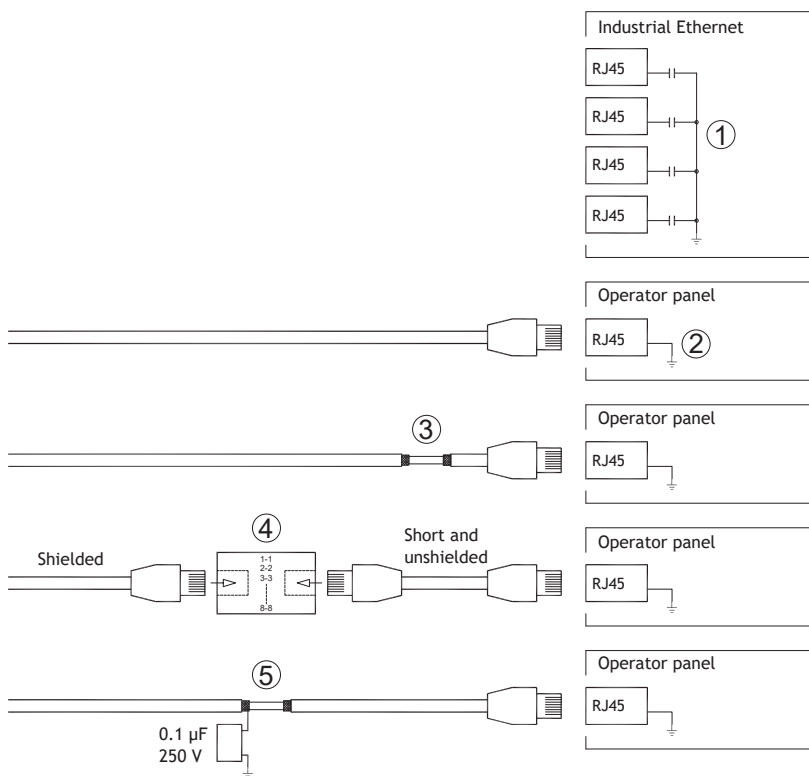 Industrial Ethernet
RJ45
RJ45
①
RJ45
RJ45
Operator panel
RJ45
②
Operator panel
③
RJ45
Operator panel
④
Short and
unshielded
Shielded
1-1
2-2
3-3
8-8
RJ45
Operator panel
⑤
RJ45
0.1 µF
250 V